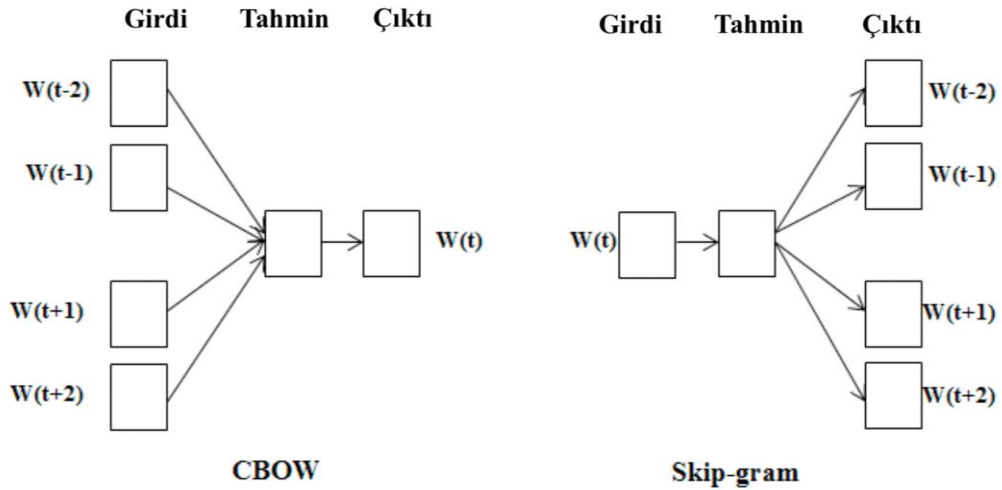 Girdi Tahmin Çıktı
W(t-2)
W(t-1)
W(t)
W(t+1)
W(t+2)
CBOW
Girdi Tahmin Çıktı
W(t-2)
W(t-1)
W(t)
W(t+1)
W(t+2)
Skip-gram